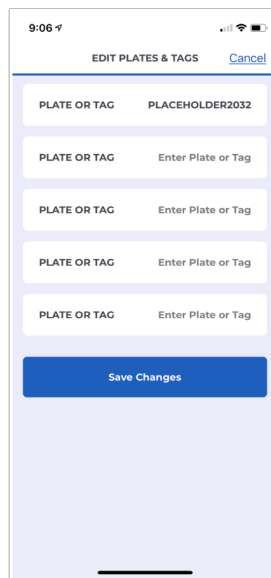 9:06
EDIT PLATES & TAGS Cancel
PLATE OR TAG PLACEHOLDER2032
PLATE OR TAG Enter Plate or Tag
PLATE OR TAG Enter Plate or Tag
PLATE OR TAG Enter Plate or Tag
PLATE OR TAG Enter Plate or Tag
Save Changes